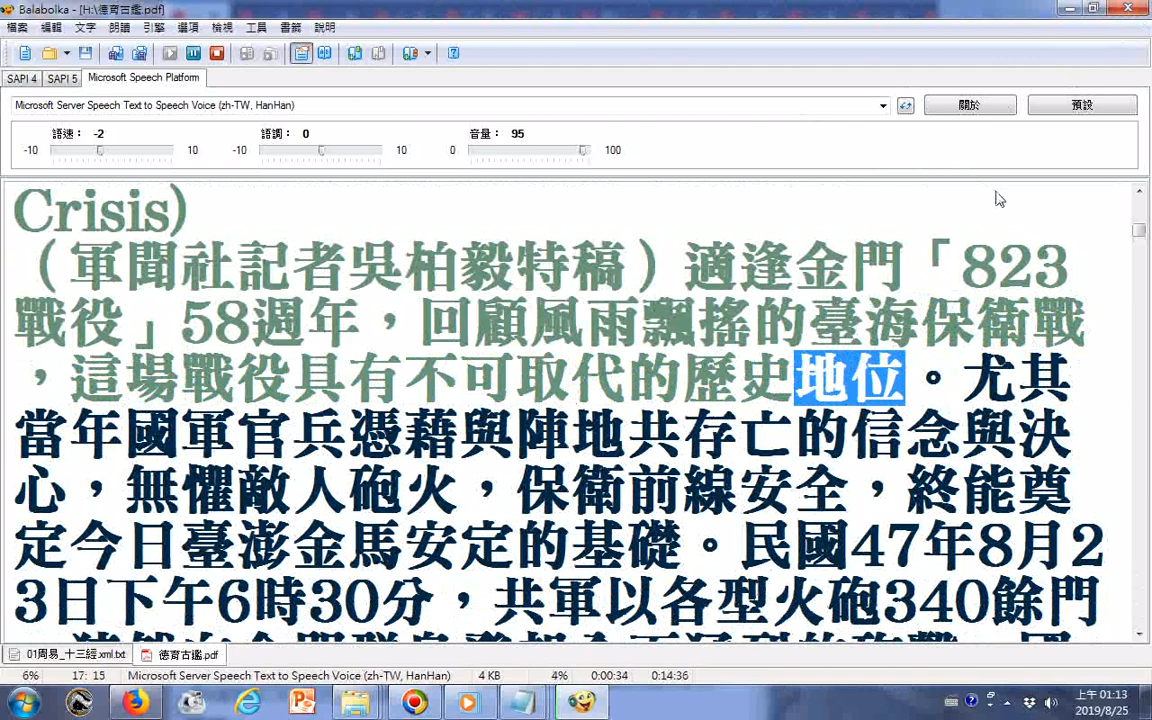 Balabolka - [H:\德育古鑑.pdf]
檔案 編輯 文字 朗讀 引擎 選項 檢視 工具 書籤 說明
SAPI 4 SAPI 5 Microsoft Speech Platform
Microsoft Server Speech Text to Speech Voice (zh-TW, HanHan) 關於 預設
語速： -2 語調： 0 音量： 95
-10 10 -10 10 0 100
Crisis)
（軍聞社記者吳柏毅特稿）適逢金門「823
戰役」58週年，回顧風雨飄搖的臺海保衛戰
，這場戰役具有不可取代的歷史地位。尤其
當年國軍官兵憑藉與陣地共存亡的信念與決
心，無懼敵人砲火，保衛前線安全，終能奠
定今日臺澎金馬安定的基礎。民國47年8月2
3日下午6時30分，共軍以各型火砲340餘門
01周易_十三經.xml.txt 德育古鑑.pdf
6% 17: 15 Microsoft Server Speech Text to Speech Voice (zh-TW, HanHan) 4 KB 4% 0:00:34 0:14:36
上午 01:13
2019/8/25